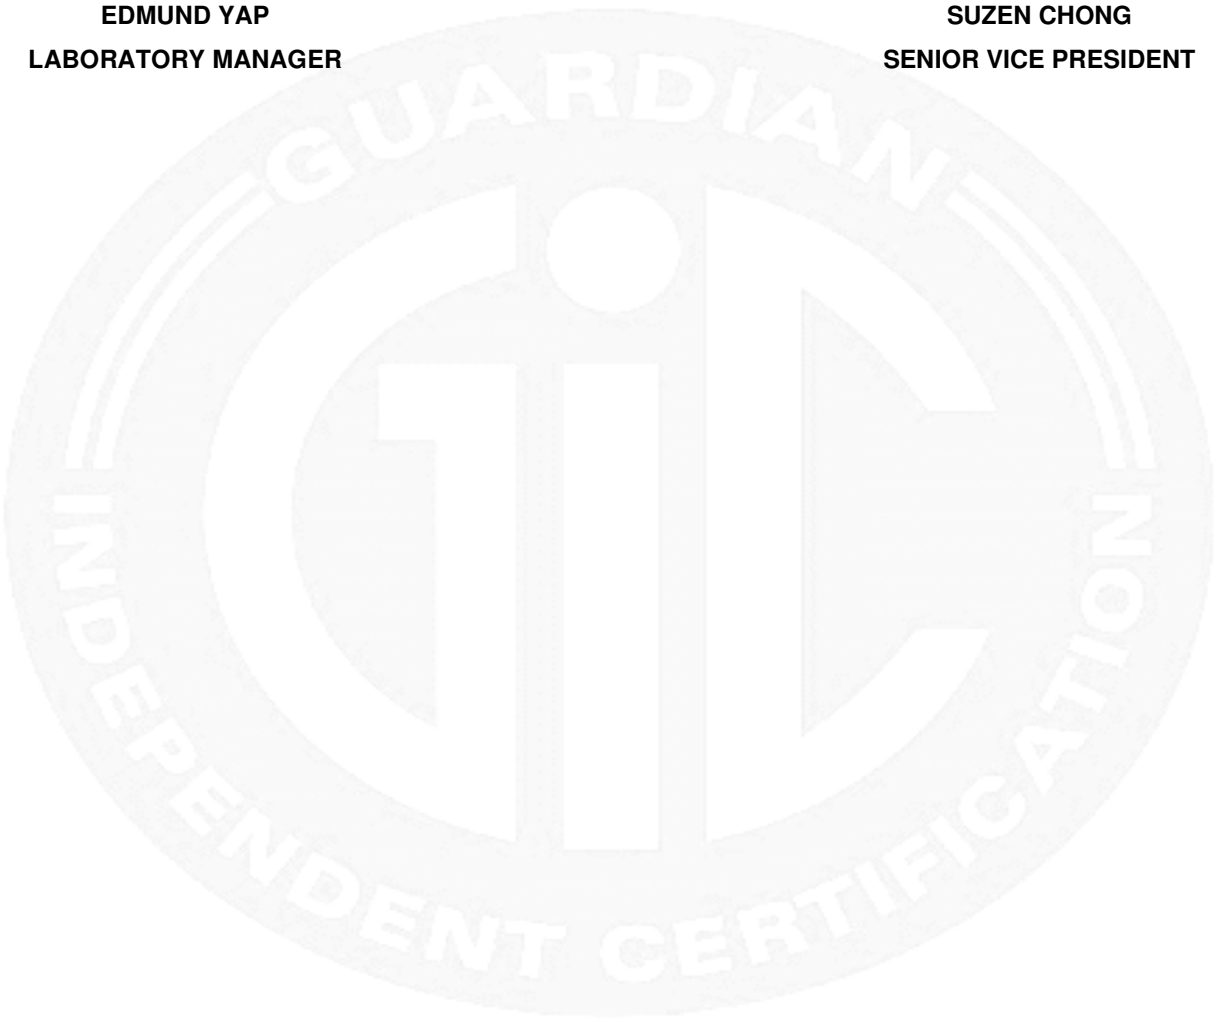 EDMUND YAP
LABORATORY MANAGER
SUZEN CHONG
SENIOR VICE PRESIDENT
GUARDIAN
GiC
INDEPENDENT CERTIFICATION